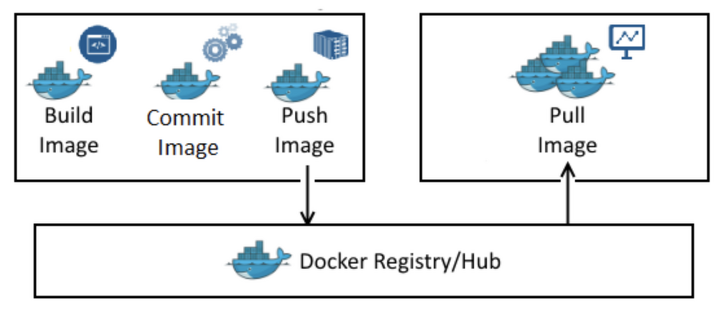 Build
Image
Commit
Image
Push
Image
Pull
Image
Docker Registry/Hub